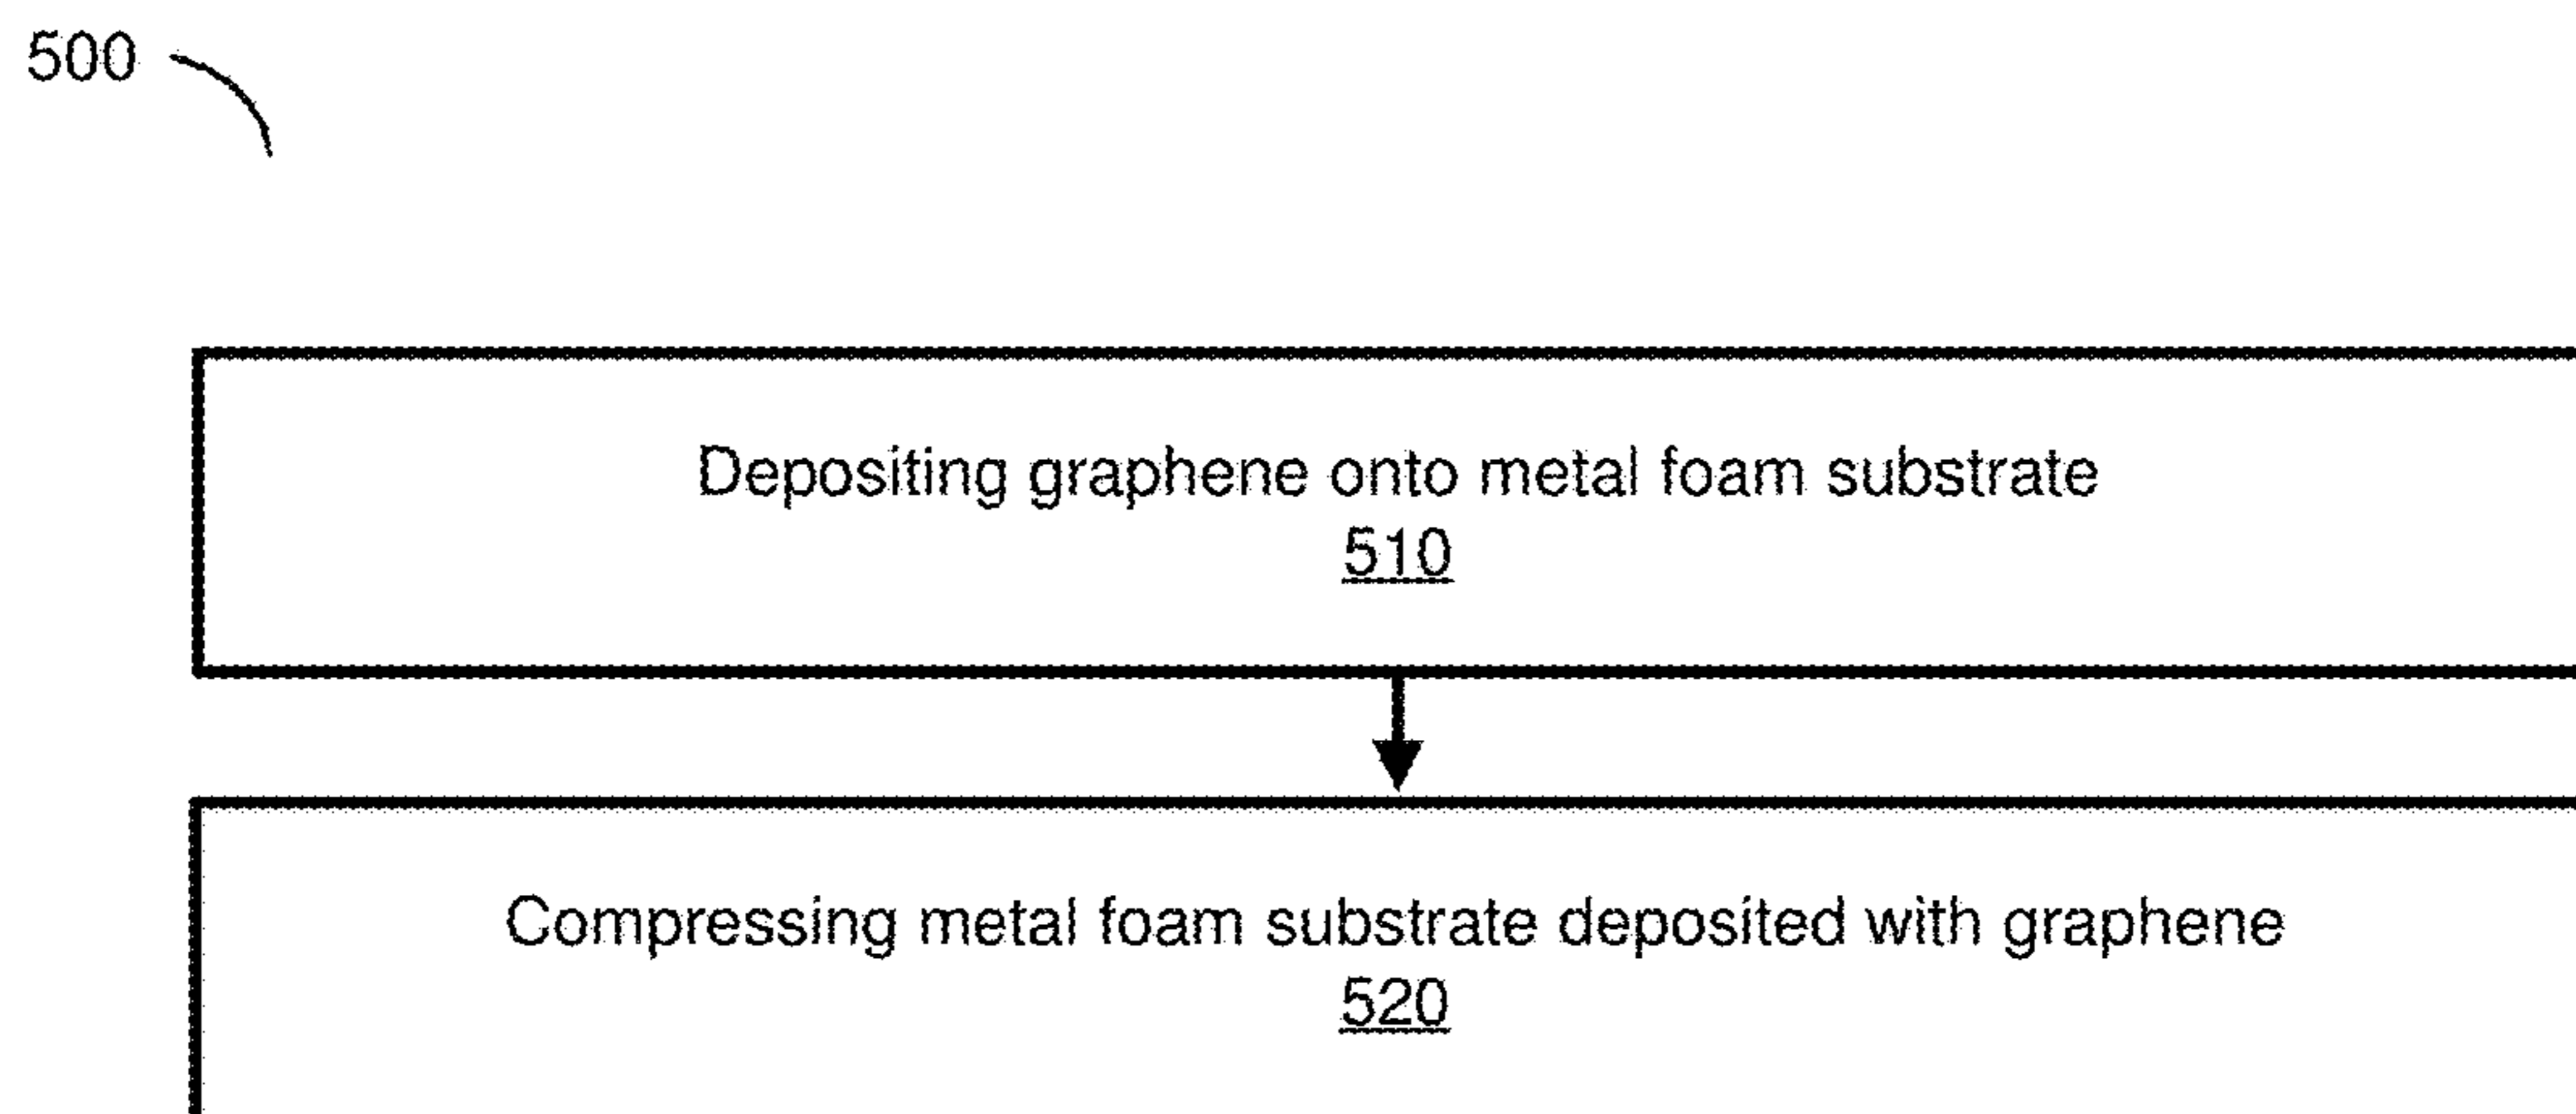 500
Depositing graphene onto metal foam substrate
510
Compressing metal foam substrate deposited with graphene
520